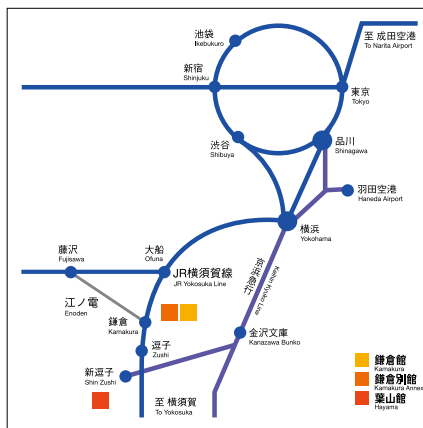 池袋
Ikebukuro
至 成田空港
To Narita Airport
新宿
Shinjuku
東京
Tokyo
渋谷
Shibuya
品川
Shinagawa
羽田空港
Haneda Airport
横浜
Yokohama
藤沢
Fujisawa
大船
Ofuna
JR横須賀線
JR Yokosuka Line
京浜急行
Keihin Kyuko Line
江ノ電
Enoden
鎌倉
Kamakura
逗子
Zushi
金沢文庫
Kanazawa Bunko
新逗子
Shin Zushi
至 横須賀
To Yokosuka
鎌倉館
Kamakura
鎌倉別館
Kamakura Annex
葉山館
Hayama